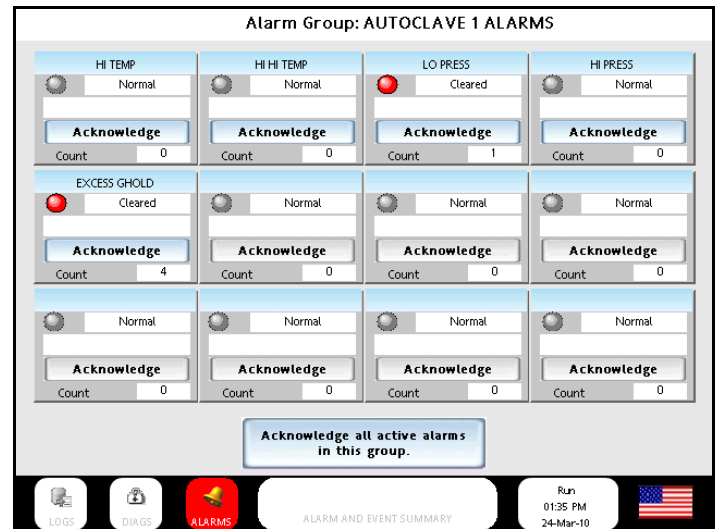 Alarm Group: AUTOCLAVE 1 ALARMS
HI TEMP
Normal
Acknowledge
Count 0
HI HI TEMP
Normal
Acknowledge
Count 0
LO PRESS
Cleared
Acknowledge
Count 1
HI PRESS
Normal
Acknowledge
Count 0
EXCESS GHOLD
Cleared
Acknowledge
Count 4
Normal
Acknowledge
Count 0
Normal
Acknowledge
Count 0
Normal
Acknowledge
Count 0
Normal
Acknowledge
Count 0
Normal
Acknowledge
Count 0
Normal
Acknowledge
Count 0
Normal
Acknowledge
Count 0
Acknowledge all active alarms
in this group.
LOGS
DIAGS
ALARMS
ALARM AND EVENT SUMMARY
Run
01:35 PM
24-Mar-10